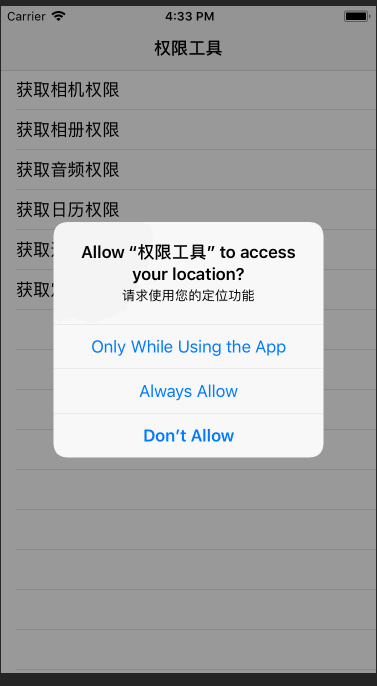 Carrier 4:33 PM
权限工具
获取相机权限
获取相册权限
获取音频权限
获取日历权限
获取
获取
Allow “权限工具” to access
your location?
请求使用您的定位功能
Only While Using the App
Always Allow
Don’t Allow